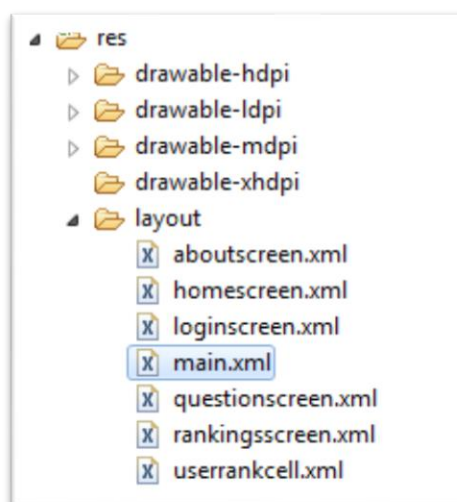 res
drawable-hdpi
drawable-ldpi
drawable-mdpi
drawable-xhdpi
layout
aboutscreen.xml
homescreen.xml
loginscreen.xml
main.xml
questionscreen.xml
rankingsscreen.xml
userrankcell.xml